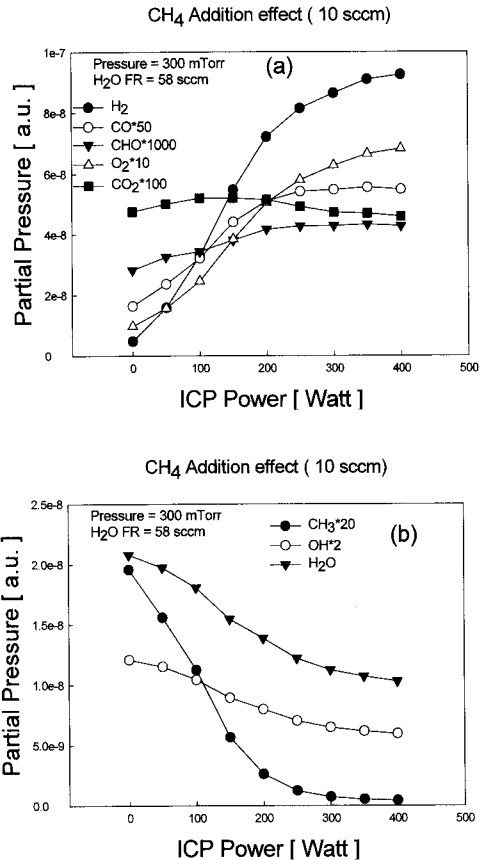 CH4 Addition effect ( 10 sccm)
1e-7
8e-8
6e-8
4e-8
2e-8
0
Partial Pressure [ a.u. ]
Pressure = 300 mTorr
H2O FR = 58 sccm
(a)
H2
CO*50
CHO*1000
O2*10
CO2*100
0 100 200 300 400 500
ICP Power [ Watt ]
CH4 Addition effect ( 10 sccm)
2.5e-8
2.0e-8
1.5e-8
1.0e-8
5.0e-9
0.0
Partial Pressure [ a.u. ]
Pressure = 300 mTorr
H2O FR = 58 sccm
CH3*20
OH*2
H2O
(b)
0 100 200 300 400 500
ICP Power [ Watt ]